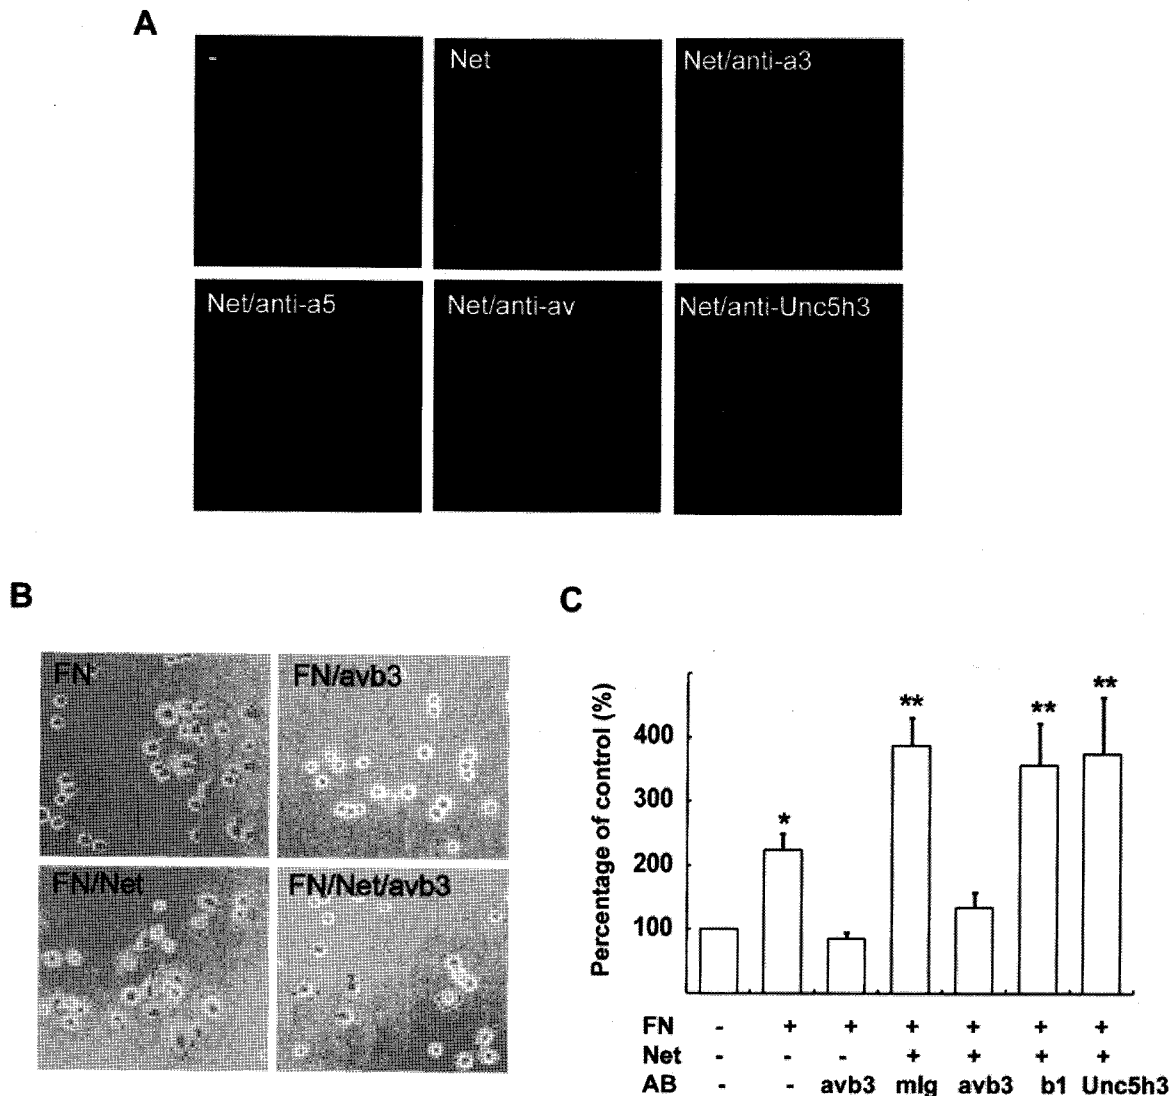 A
-
Net
Net/anti-a3
Net/anti-a5
Net/anti-av
Net/anti-Unc5h3
B
C
FN
FN/avb3
FN/Net
FN/Net/avb3
Percentage of control (%)
400
300
200
100
*
**
**
**
FN - + + + + + +
Net - - - + + + +
AB - - avb3 mIg avb3 b1 Unc5h3